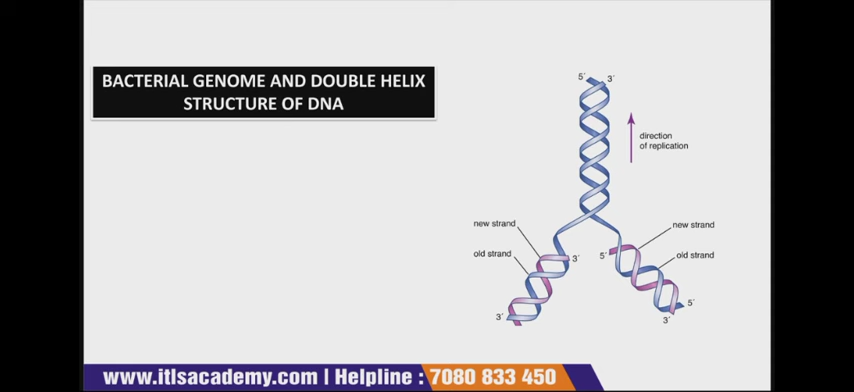 BACTERIAL GENOME AND DOUBLE HELIX
STRUCTURE OF DNA
5´ 3´
direction
of replication
new strand
old strand
3´
3´
new strand
old strand
5´
5´
3´
www.itlsacademy.com | Helpline : 7080 833 450